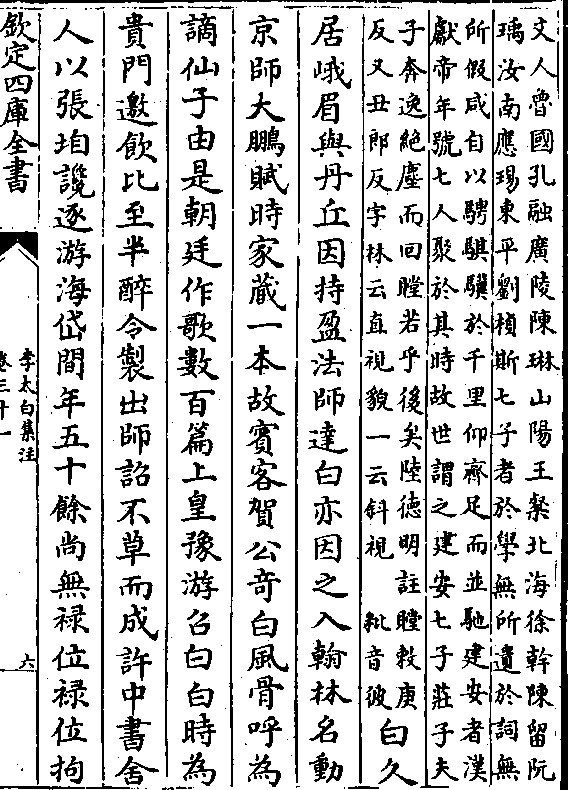 文人魯國孔融廣陵陳琳山陽王粲北海徐幹陳留阮
瑀汝南應瑒東平劉楨斯七子者於學無所遺於詞無
所假咸自以騁騏驥於千里仰齊足而並馳建安者漢
獻帝年號七人聚於其時故世謂之建安七子莊子夫
子奔逸絕塵而回瞠若乎後矣陸德明註瞠敕庚
反又丑郎反字林云直視貌一云斜視 粃音彼
白久
居峨眉與丹丘因持盈法師達白亦因之入翰林名動
京師大鵬賦時家藏一本故賓客賀公奇白風骨呼為
謫仙子由是朝廷作歌數百篇上皇豫游召白白時為
貴門邀飲比至半醉令製出師詔不草而成許中書舍
人以張垍讒逐游海岱間年五十餘尚無禄位禄位拘
欽定四庫全書
李太白集注
卷三十一
六